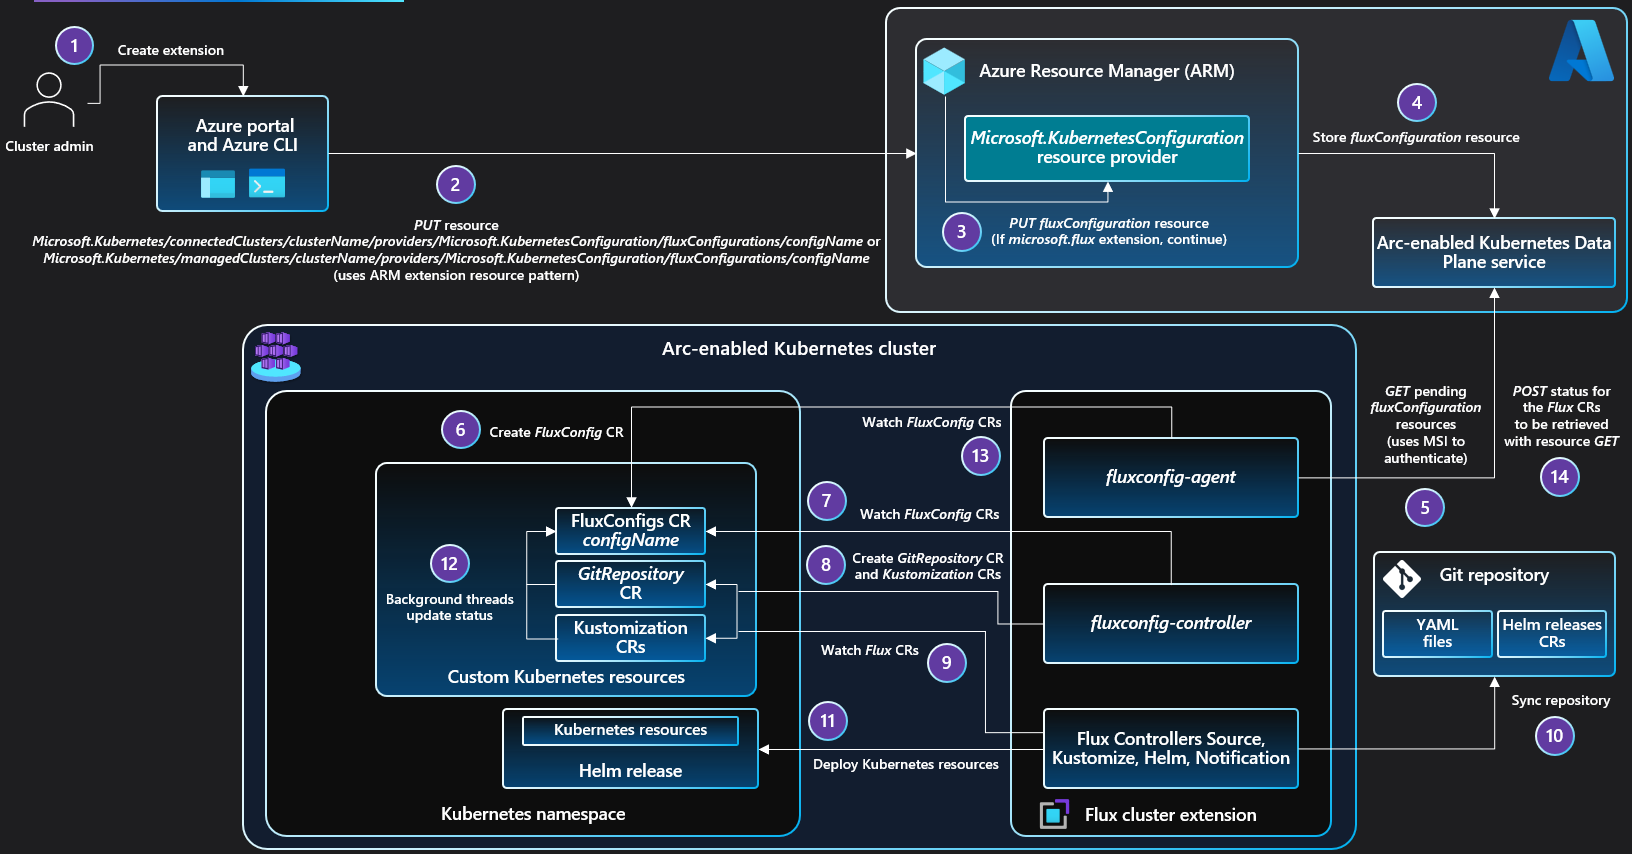 1
Create extension
Cluster admin
Azure portal
and Azure CLI
2
PUT resource
Microsoft.Kubernetes/connectedClusters/clusterName/providers/Microsoft.KubernetesConfiguration/fluxConfigurations/configName or
Microsoft.Kubernetes/managedClusters/clusterName/providers/Microsoft.KubernetesConfiguration/fluxConfigurations/configName
(uses ARM extension resource pattern)
Azure Resource Manager (ARM)
Microsoft.KubernetesConfiguration
resource provider
3
PUT fluxConfiguration resource
(If microsoft.flux extension, continue)
4
Store fluxConfiguration resource
Arc-enabled Kubernetes Data
Plane service
Arc-enabled Kubernetes cluster
6
Create FluxConfig CR
FluxConfigs CR
configName
12
Background threads
update status
GitRepository
CR
Kustomization
CRs
Custom Kubernetes resources
Kubernetes resources
Helm release
Kubernetes namespace
Watch FluxConfig CRs
13
7
Watch FluxConfig CRs
8
Create GitRepository CR
and Kustomization CRs
Watch Flux CRs
9
11
Deploy Kubernetes resources
fluxconfig-agent
fluxconfig-controller
Flux Controllers Source,
Kustomize, Helm, Notification
Flux cluster extension
GET pending
fluxConfiguration
resources
(uses MSI to
authenticate)
5
POST status for
the Flux CRs
to be retrieved
with resource GET
14
Git repository
YAML
files
Helm releases
CRs
Sync repository
10